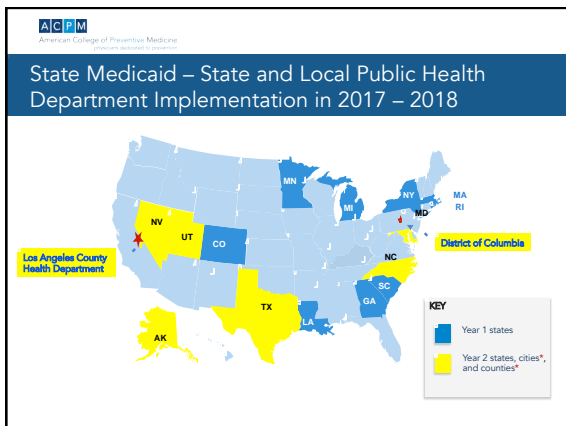 ACPM
American College of Preventive Medicine
physicians dedicated to prevention
State Medicaid – State and Local Public Health
Department Implementation in 2017 – 2018
MN
NY
MA
MI
RI
NV
MD
UT
CO
Los Angeles County
Health Department
District of Columbia
NC
SC
TX
GA
LA
AK
KEY
Year 1 states
Year 2 states, cities*,
and counties*